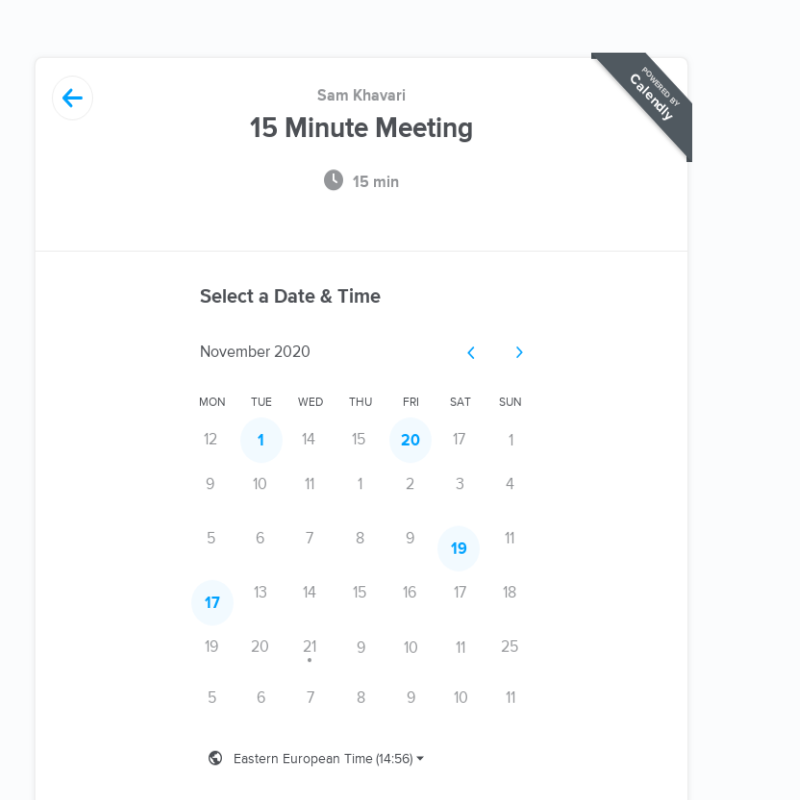 POWERED BY
Calendly
Sam Khavari
15 Minute Meeting
15 min
Select a Date & Time
November 2020
MON TUE WED THU FRI SAT SUN
12 1 14 15 20 17 1
9 10 11 1 2 3 4
5 6 7 8 9 19 11
17 13 14 15 16 17 18
19 20 21 9 10 11 25
5 6 7 8 9 10 11
Eastern European Time (14:56)